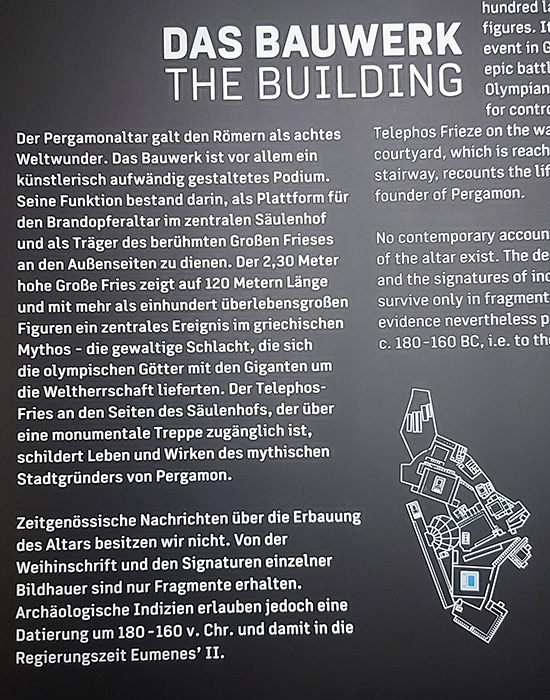 DAS BAUWERK
THE BUILDING
Der Pergamonaltar galt den Römern als achtes
Weltwunder. Das Bauwerk ist vor allem ein
künstlerisch aufwändig gestaltetes Podium.
Seine Funktion bestand darin, als Plattform für
den Brandopferaltar im zentralen Säulenhof
und als Träger des berühmten Großen Frieses
an den Außenseiten zu dienen. Der 2,30 Meter
hohe Große Fries zeigt auf 120 Metern Länge
und mit mehr als einhundert überlebensgroßen
Figuren ein zentrales Ereignis im griechischen
Mythos – die gewaltige Schlacht, die sich
die olympischen Götter mit den Giganten um
die Weltherrschaft lieferten. Der Telephos-
Fries an den Seiten des Säulenhofs, der über
eine monumentale Treppe zugänglich ist,
schildert Leben und Wirken des mythischen
Stadtgründers von Pergamon.
Zeitgenössische Nachrichten über die Erbauung
des Altars besitzen wir nicht. Von der
Weihinschrift und den Signaturen einzelner
Bildhauer sind nur Fragmente erhalten.
Archäologische Indizien erlauben jedoch eine
Datierung um 180-160 v. Chr. und damit in die
Regierungszeit Eumenes' II.
hundred
figures.
event in
epic
Olympian
for
Telephos Frieze on the
courtyard, which is
stairway, recounts the
founder of Pergamon.
No contemporary
of the altar exist. The
and the signatures of
survive only in
evidence nevertheless
c. 180-160 BC, i.e. to